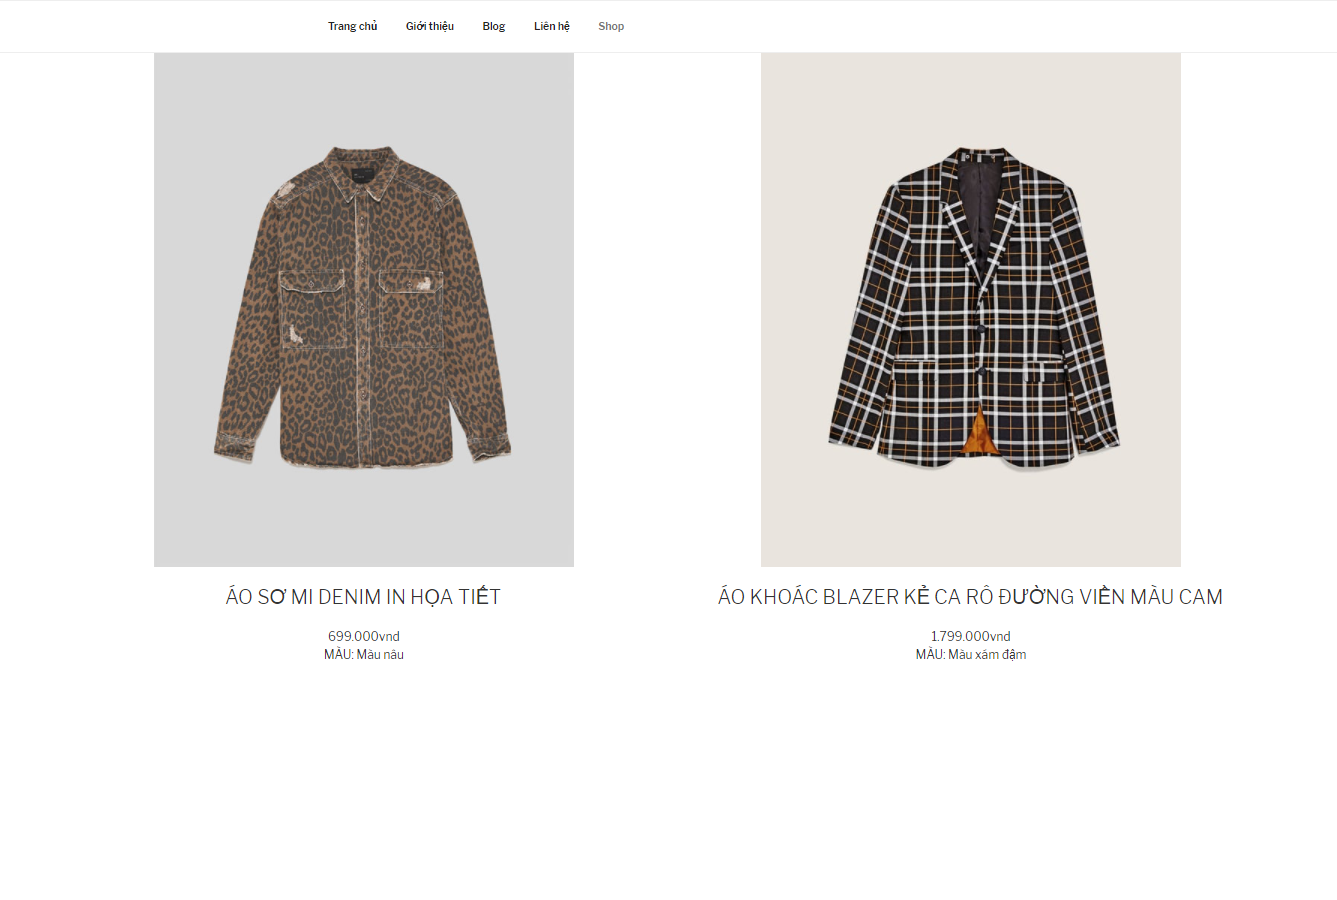 Trang chủ Giới thiệu Blog Liên hệ Shop
ÁO SƠ MI DENIM IN HỌA TIẾT
699.000vnd
MÀU: Màu nâu
ÁO KHOÁC BLAZER KẺ CA RÔ ĐƯỜNG VIỀN MÀU CAM
1.799.000vnd
MÀU: Màu xám đậm